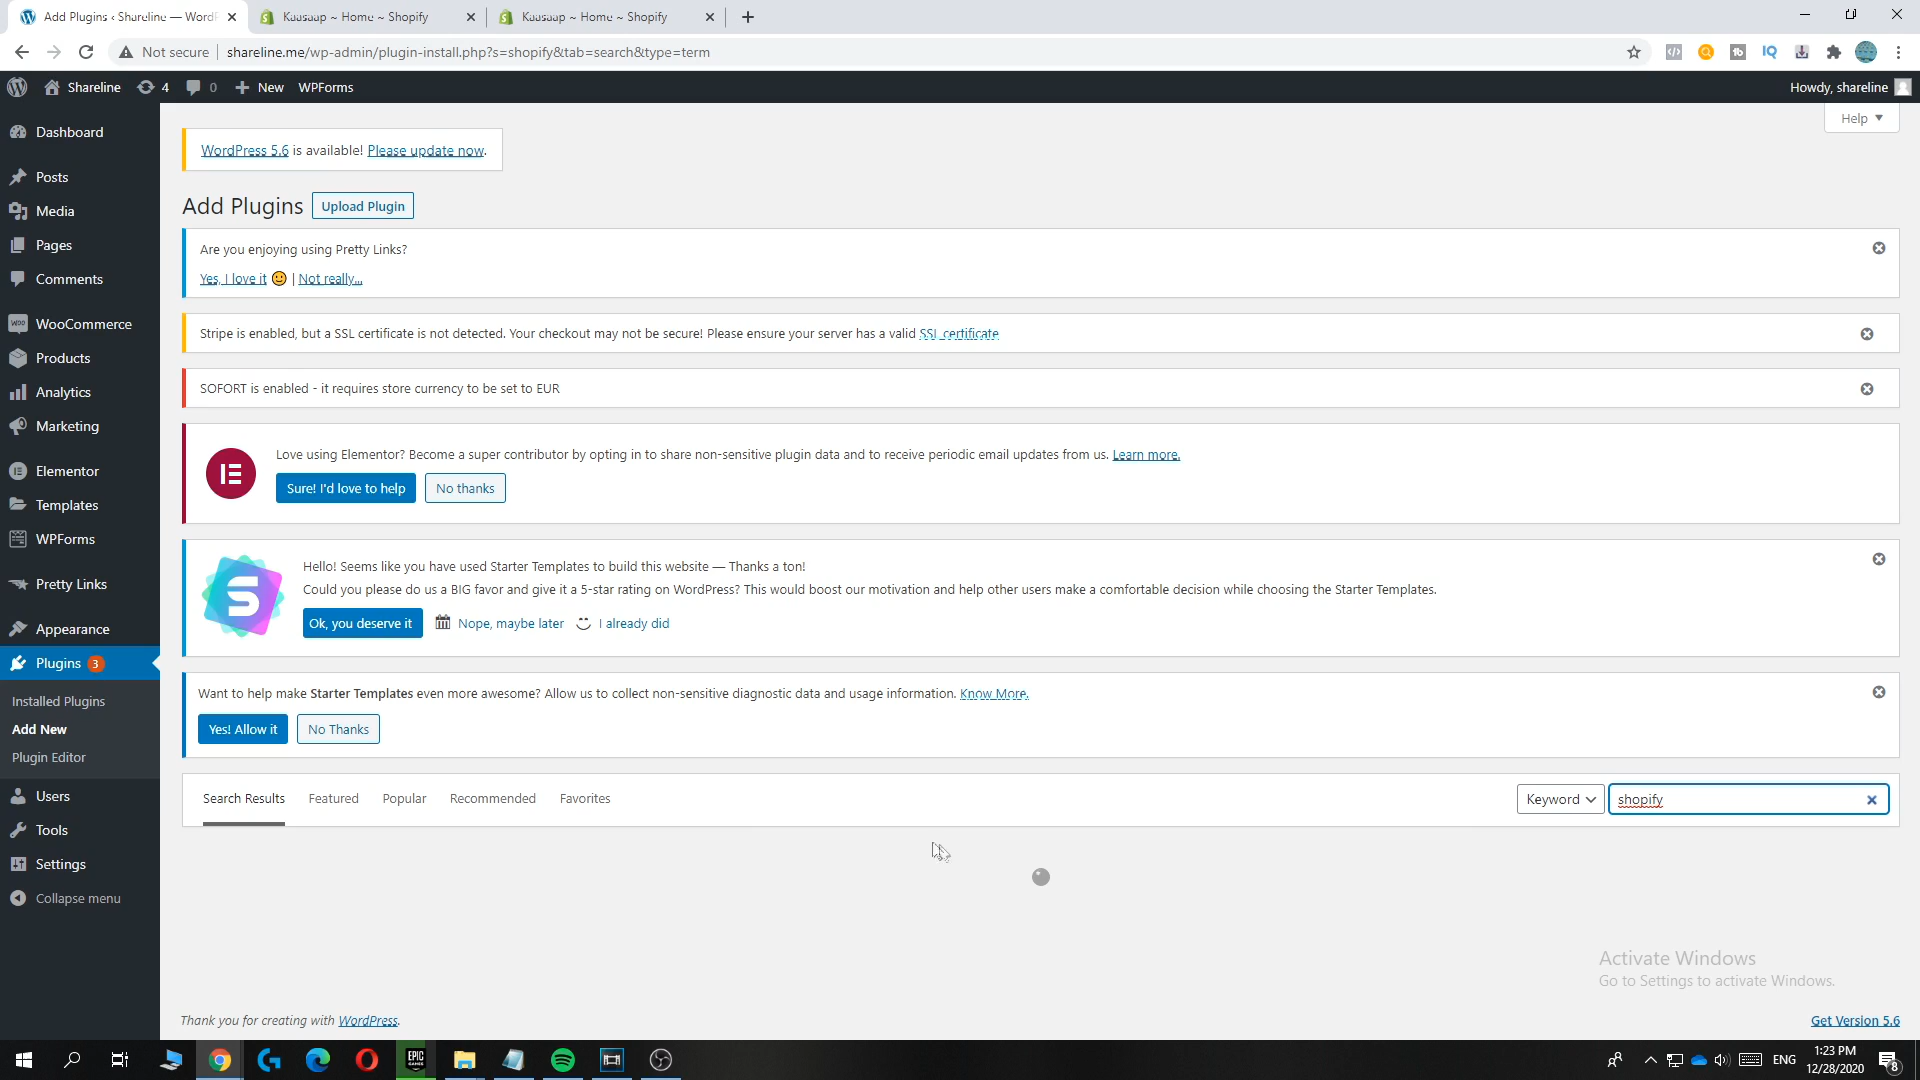 Add Plugins ‹ Shareline — WordP
Kaasaap ~ Home ~ Shopify
Kaasaap ~ Home ~ Shopify
Not secure | shareline.me/wp-admin/plugin-install.php?s=shopify&tab=search&type=term
Shareline 4 0 New WPForms
Howdy, shareline
Help
Dashboard
Posts
Media
Pages
Comments
WooCommerce
Products
Analytics
Marketing
Elementor
Templates
WPForms
Pretty Links
Appearance
Plugins 3
Installed Plugins
Add New
Plugin Editor
Users
Tools
Settings
Collapse menu
WordPress 5.6 is available! Please update now.
Add Plugins Upload Plugin
Are you enjoying using Pretty Links?
Yes, I love it | Not really...
Stripe is enabled, but a SSL certificate is not detected. Your checkout may not be secure! Please ensure your server has a valid SSL certificate
SOFORT is enabled - it requires store currency to be set to EUR
Love using Elementor? Become a super contributor by opting in to share non-sensitive plugin data and to receive periodic email updates from us. Learn more.
Sure! I'd love to help No thanks
Hello! Seems like you have used Starter Templates to build this website — Thanks a ton!
Could you please do us a BIG favor and give it a 5-star rating on WordPress? This would boost our motivation and help other users make a comfortable decision while choosing the Starter Templates.
Ok, you deserve it Nope, maybe later I already did
Want to help make Starter Templates even more awesome? Allow us to collect non-sensitive diagnostic data and usage information. Know More.
Yes! Allow it No Thanks
Search Results Featured Popular Recommended Favorites Keyword shopify
Activate Windows
Go to Settings to activate Windows.
Thank you for creating with WordPress.
Get Version 5.6
EPIC GAMES
ENG
1:23 PM
12/28/2020
8